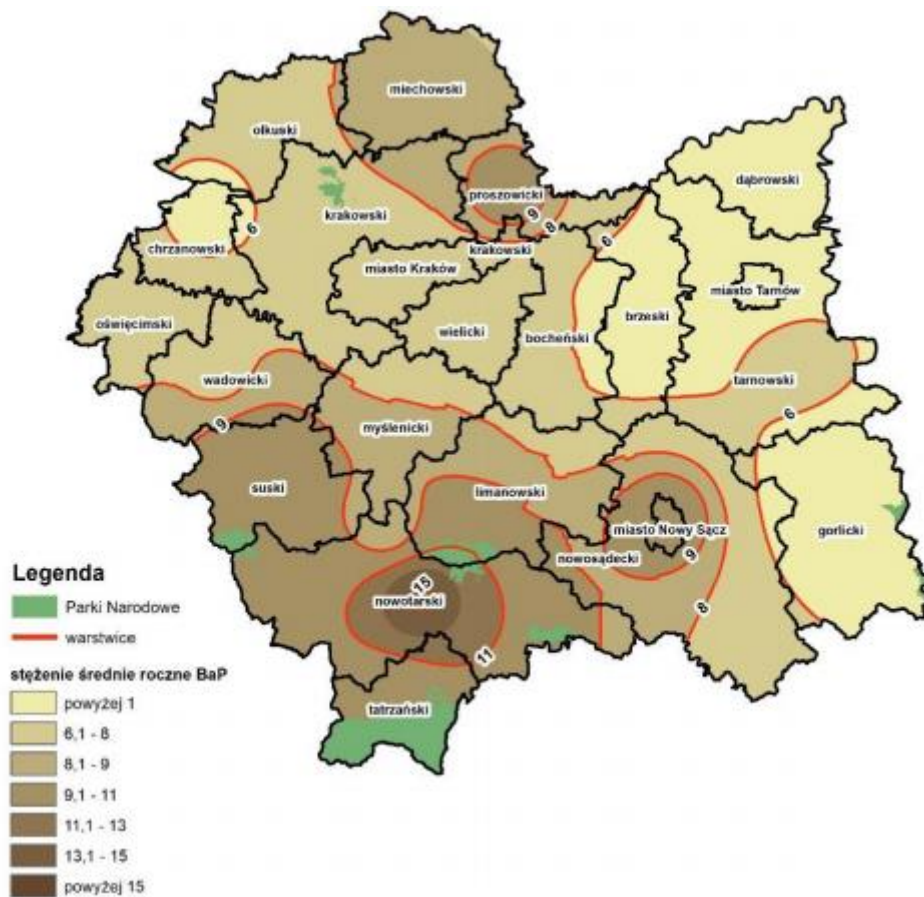 miechowski
olkuski
dąbrowski
proszowicki
9
8
krakowski
6
6
chrzanowski
krakowski
miasto Kraków
miasto Tarnów
oświęcimski
wielicki
bocheński
brzeski
wadowicki
tarnowski
6
9
myślenicki
suski
limanowski
miasto Nowy Sącz
gorlicki
9
nowosądecki
8
15
nowotarski
11
tatrzański
Legenda
Parki Narodowe
warstwice
stężenie średnie roczne BaP
powyżej 1
6,1 - 8
8,1 - 9
9,1 - 11
11,1 - 13
13,1 - 15
powyżej 15